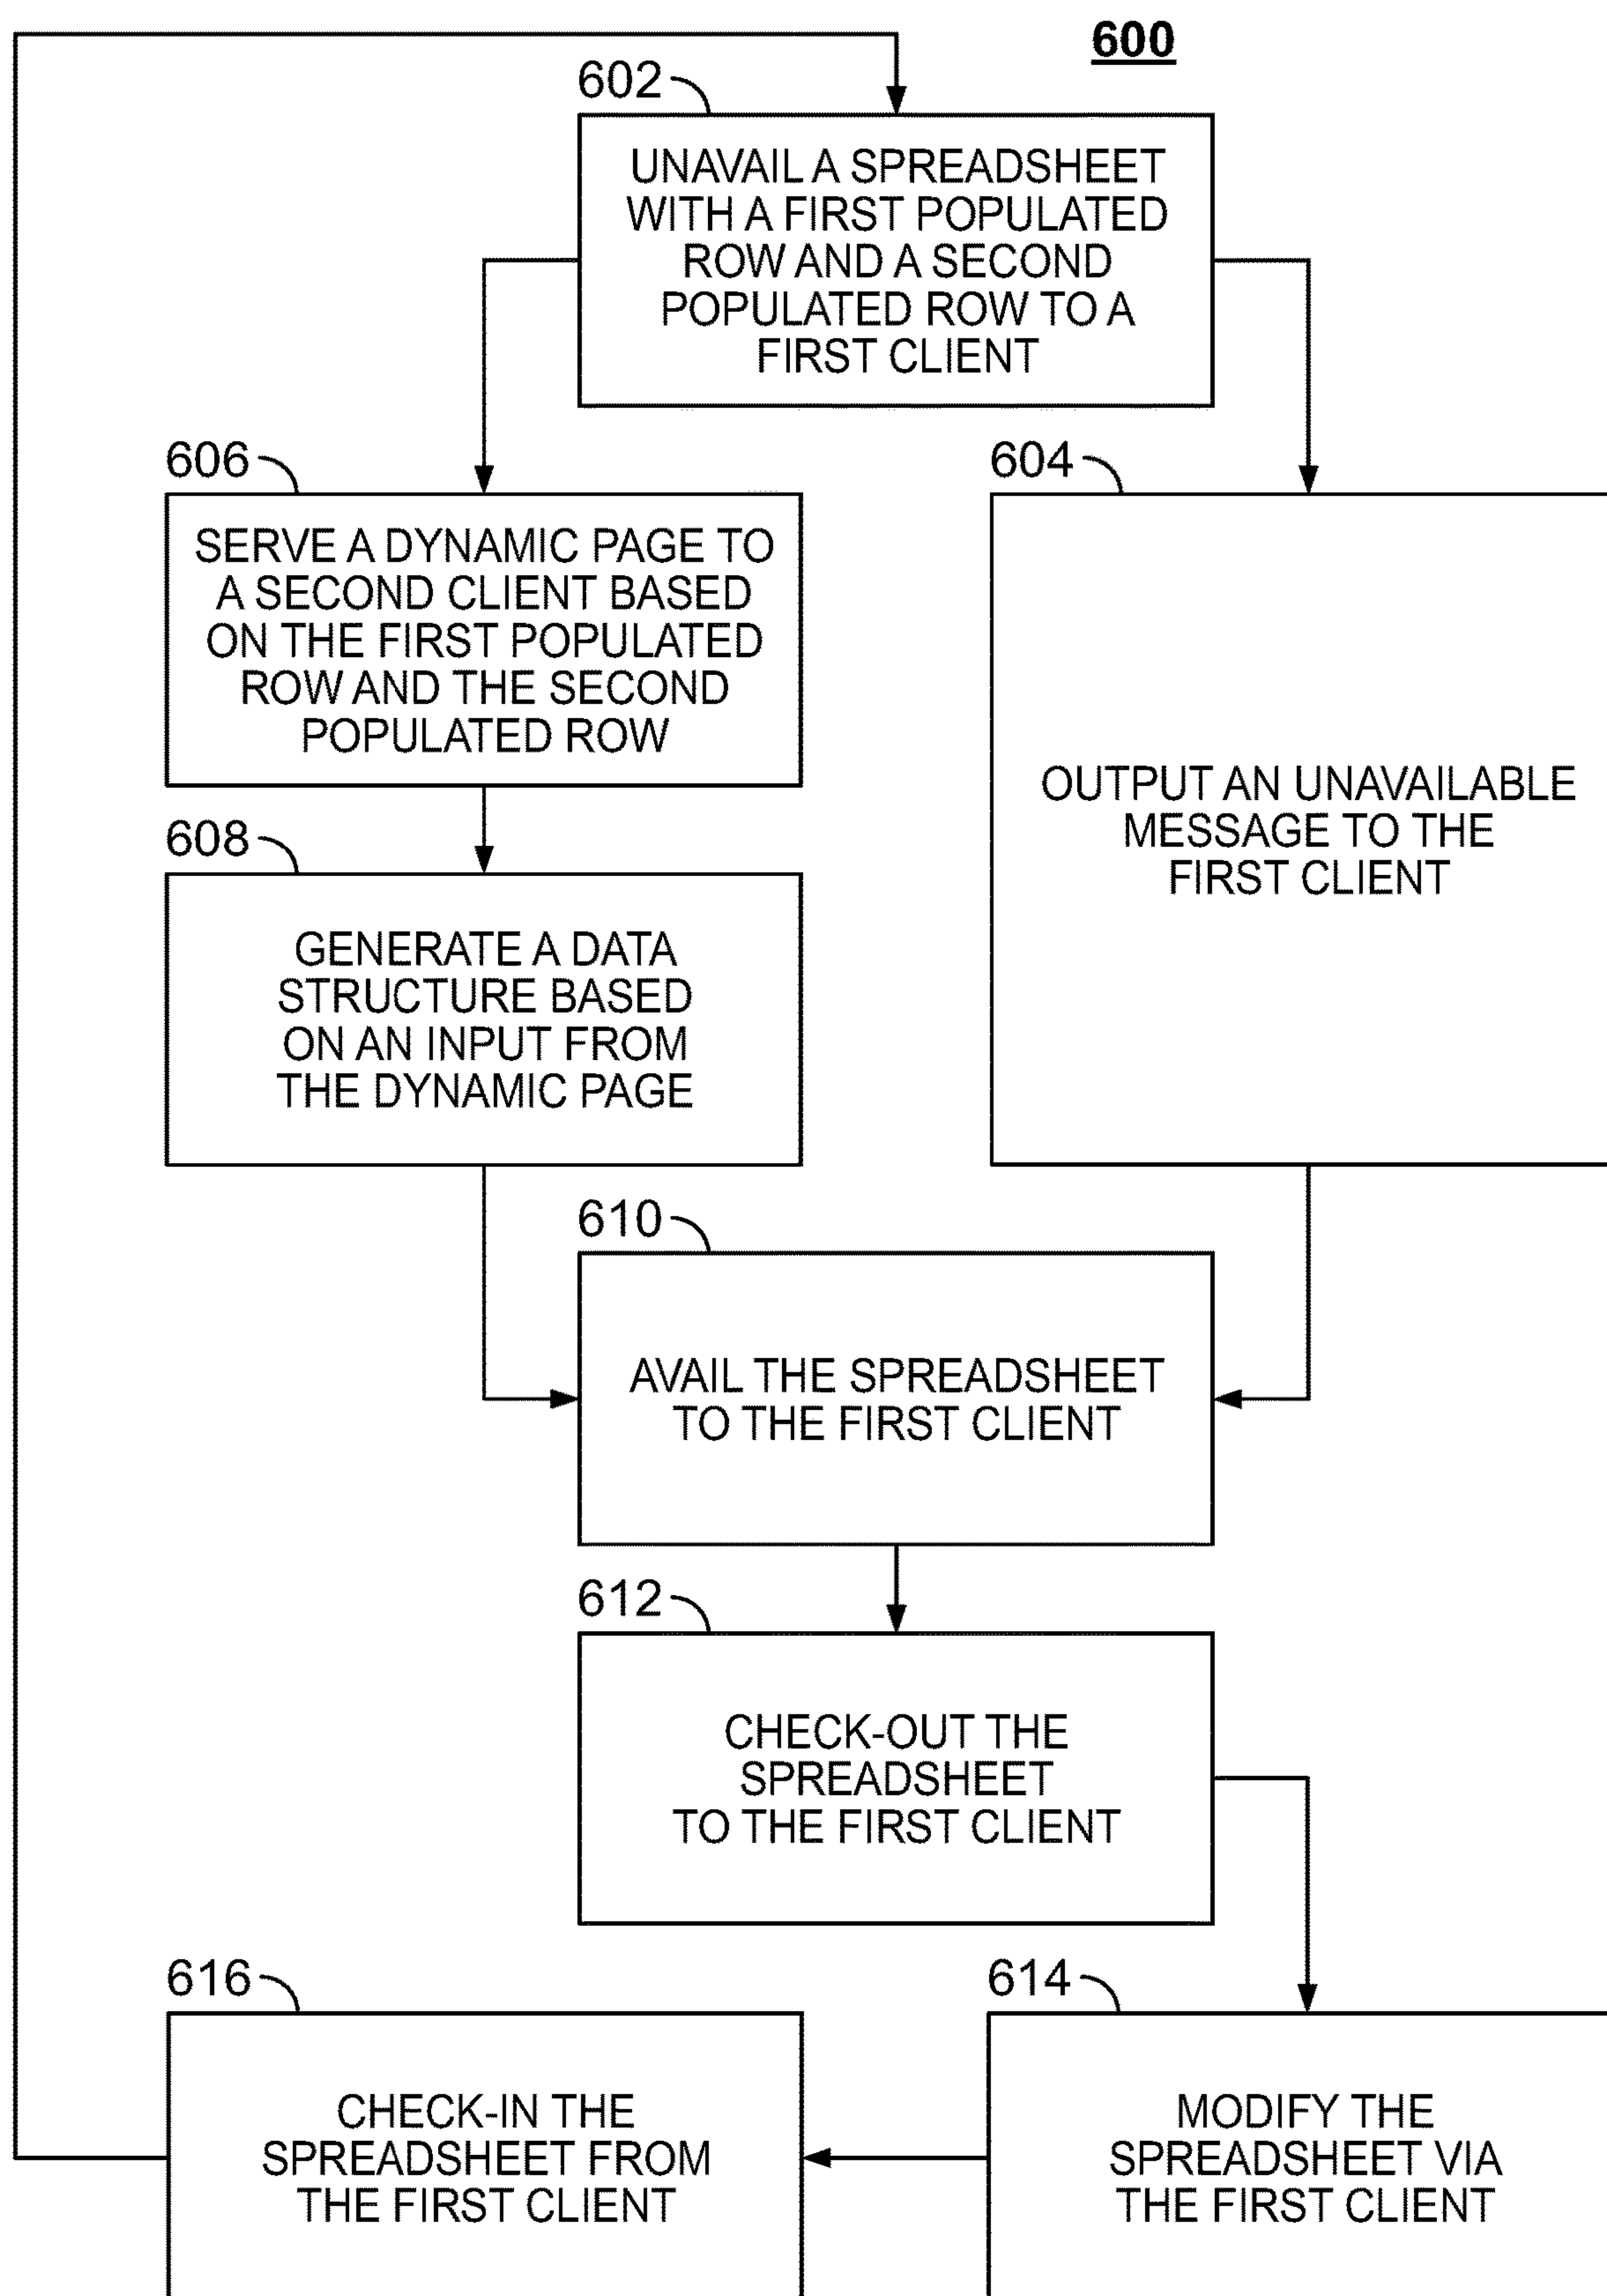 600
602
UNAVAIL A SPREADSHEET
WITH A FIRST POPULATED
ROW AND A SECOND
POPULATED ROW TO A
FIRST CLIENT
606
SERVE A DYNAMIC PAGE TO
A SECOND CLIENT BASED
ON THE FIRST POPULATED
ROW AND THE SECOND
POPULATED ROW
604
OUTPUT AN UNAVAILABLE
MESSAGE TO THE
FIRST CLIENT
608
GENERATE A DATA
STRUCTURE BASED
ON AN INPUT FROM
THE DYNAMIC PAGE
610
AVAIL THE SPREADSHEET
TO THE FIRST CLIENT
612
CHECK-OUT THE
SPREADSHEET
TO THE FIRST CLIENT
616
CHECK-IN THE
SPREADSHEET FROM
THE FIRST CLIENT
614
MODIFY THE
SPREADSHEET VIA
THE FIRST CLIENT